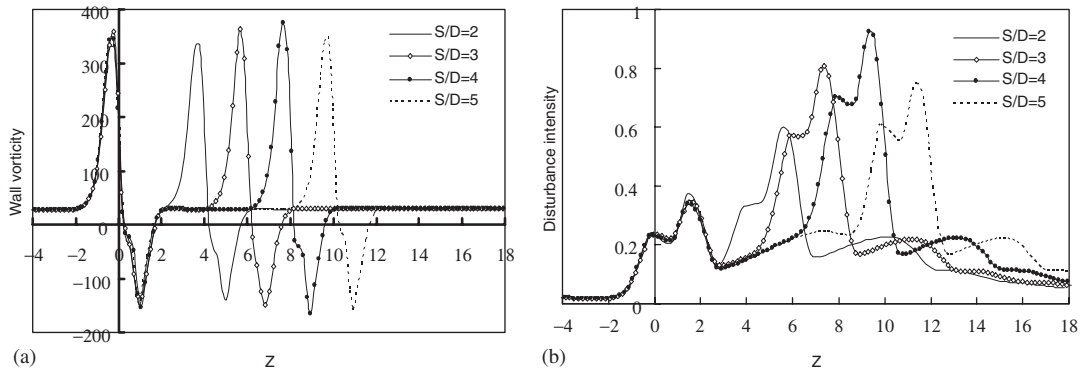 400
300
200
100
0
−100
−200
−4
−2
0
2
4
6
8
10
12
14
16
18
Wall vorticity
Z
S/D=2
S/D=3
S/D=4
S/D=5
(a)
1
0.8
0.6
0.4
0.2
0
−4
−2
0
2
4
6
8
10
12
14
16
18
Disturbance intensity
Z
S/D=2
S/D=3
S/D=4
S/D=5
(b)